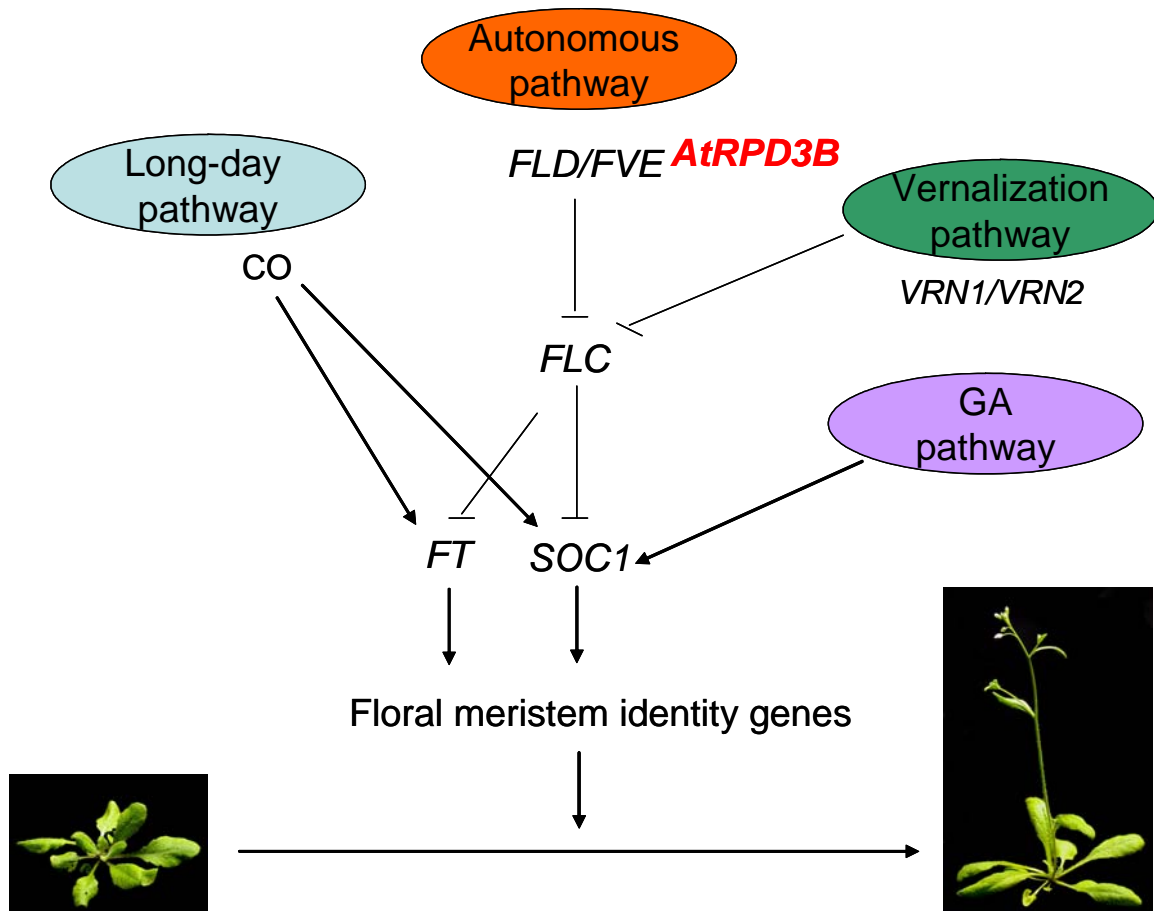 Autonomous
pathway
FLD/FVE AtRPD3B
Long-day
pathway
CO
Vernalization
pathway
VRN1/VRN2
FLC
GA
pathway
FT SOC1
Floral meristem identity genes